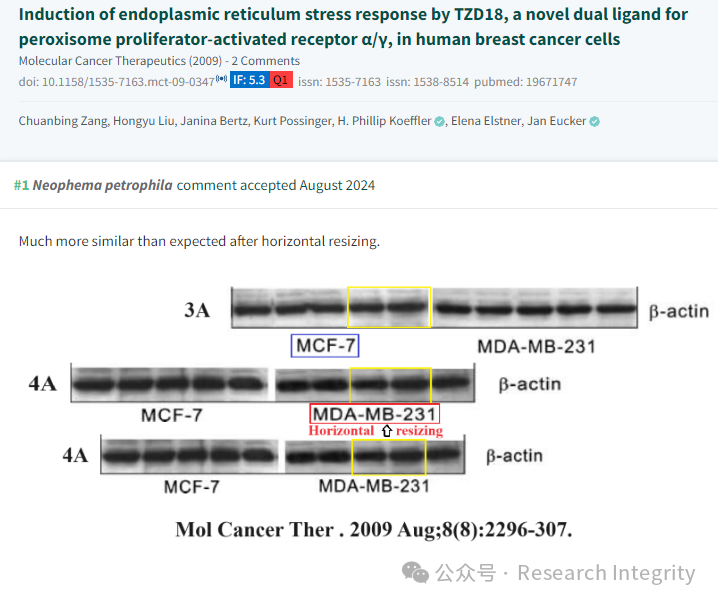 Induction of endoplasmic reticulum stress response by TZD18, a novel dual ligand for
peroxisome proliferator-activated receptor α/γ, in human breast cancer cells
Molecular Cancer Therapeutics (2009) - 2 Comments
doi: 10.1158/1535-7163.mct-09-0347 IF: 5.3 Q1 issn: 1535-7163 issn: 1538-8514 pubmed: 19671747
Chuanbing Zang, Hongyu Liu, Janina Bertz, Kurt Possinger, H. Phillip Koeffler, Elena Elstner, Jan Eucker
#1 Neophema petrophila comment accepted August 2024
Much more similar than expected after horizontal resizing.
3A β-actin
MCF-7 MDA-MB-231
4A β-actin
MCF-7 MDA-MB-231
Horizontal resizing
4A β-actin
MCF-7 MDA-MB-231
Mol Cancer Ther . 2009 Aug;8(8):2296-307.
公众号 · Research Integrity